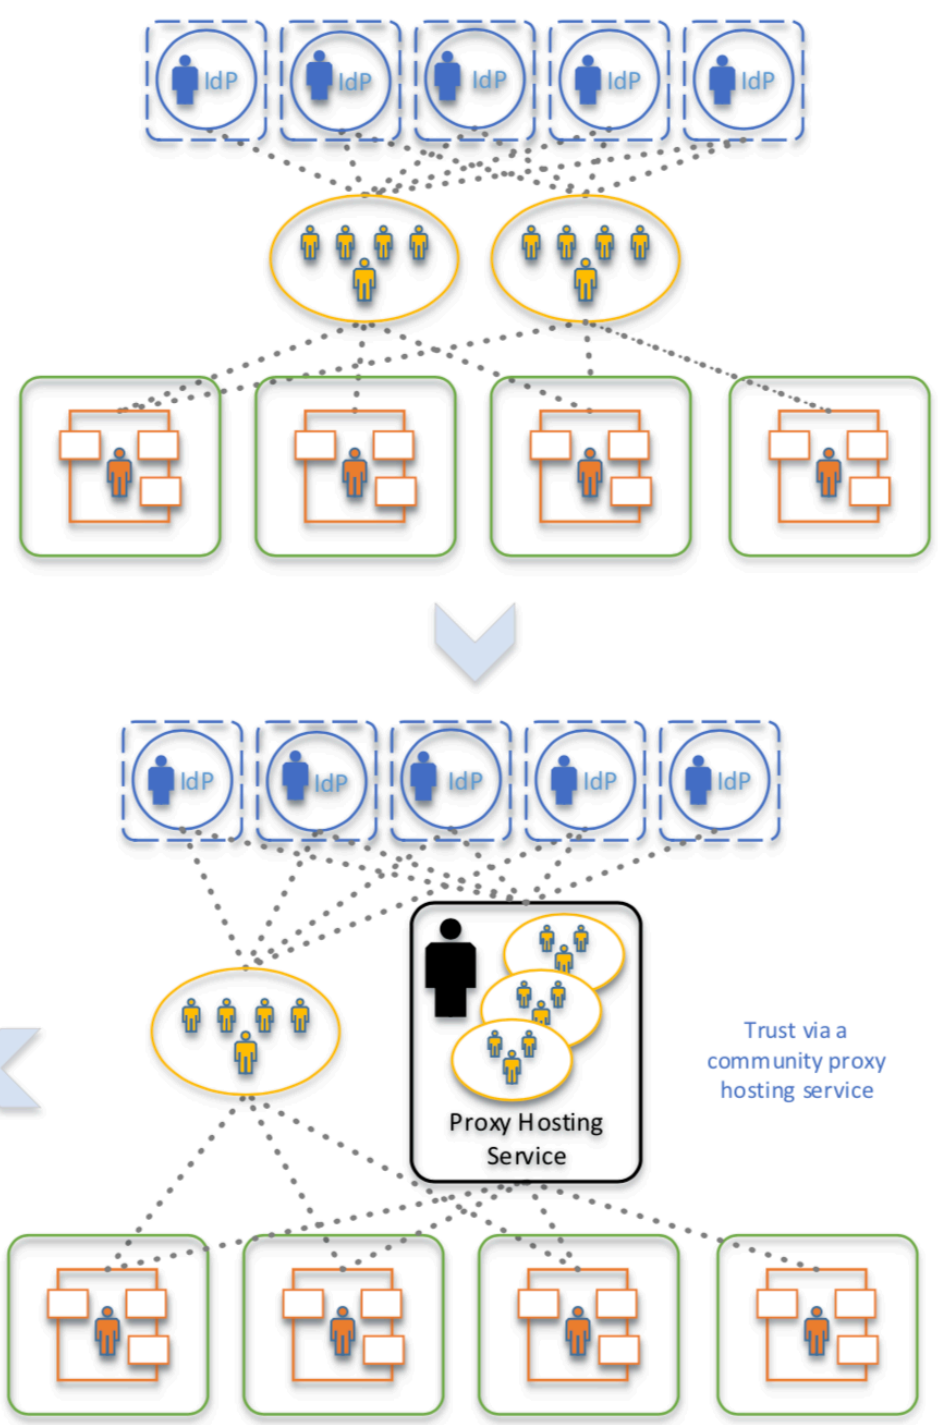 IdP
IdP
IdP
IdP
IdP
IdP
IdP
IdP
IdP
IdP
Trust via a
community proxy
hosting service
Proxy Hosting
Service